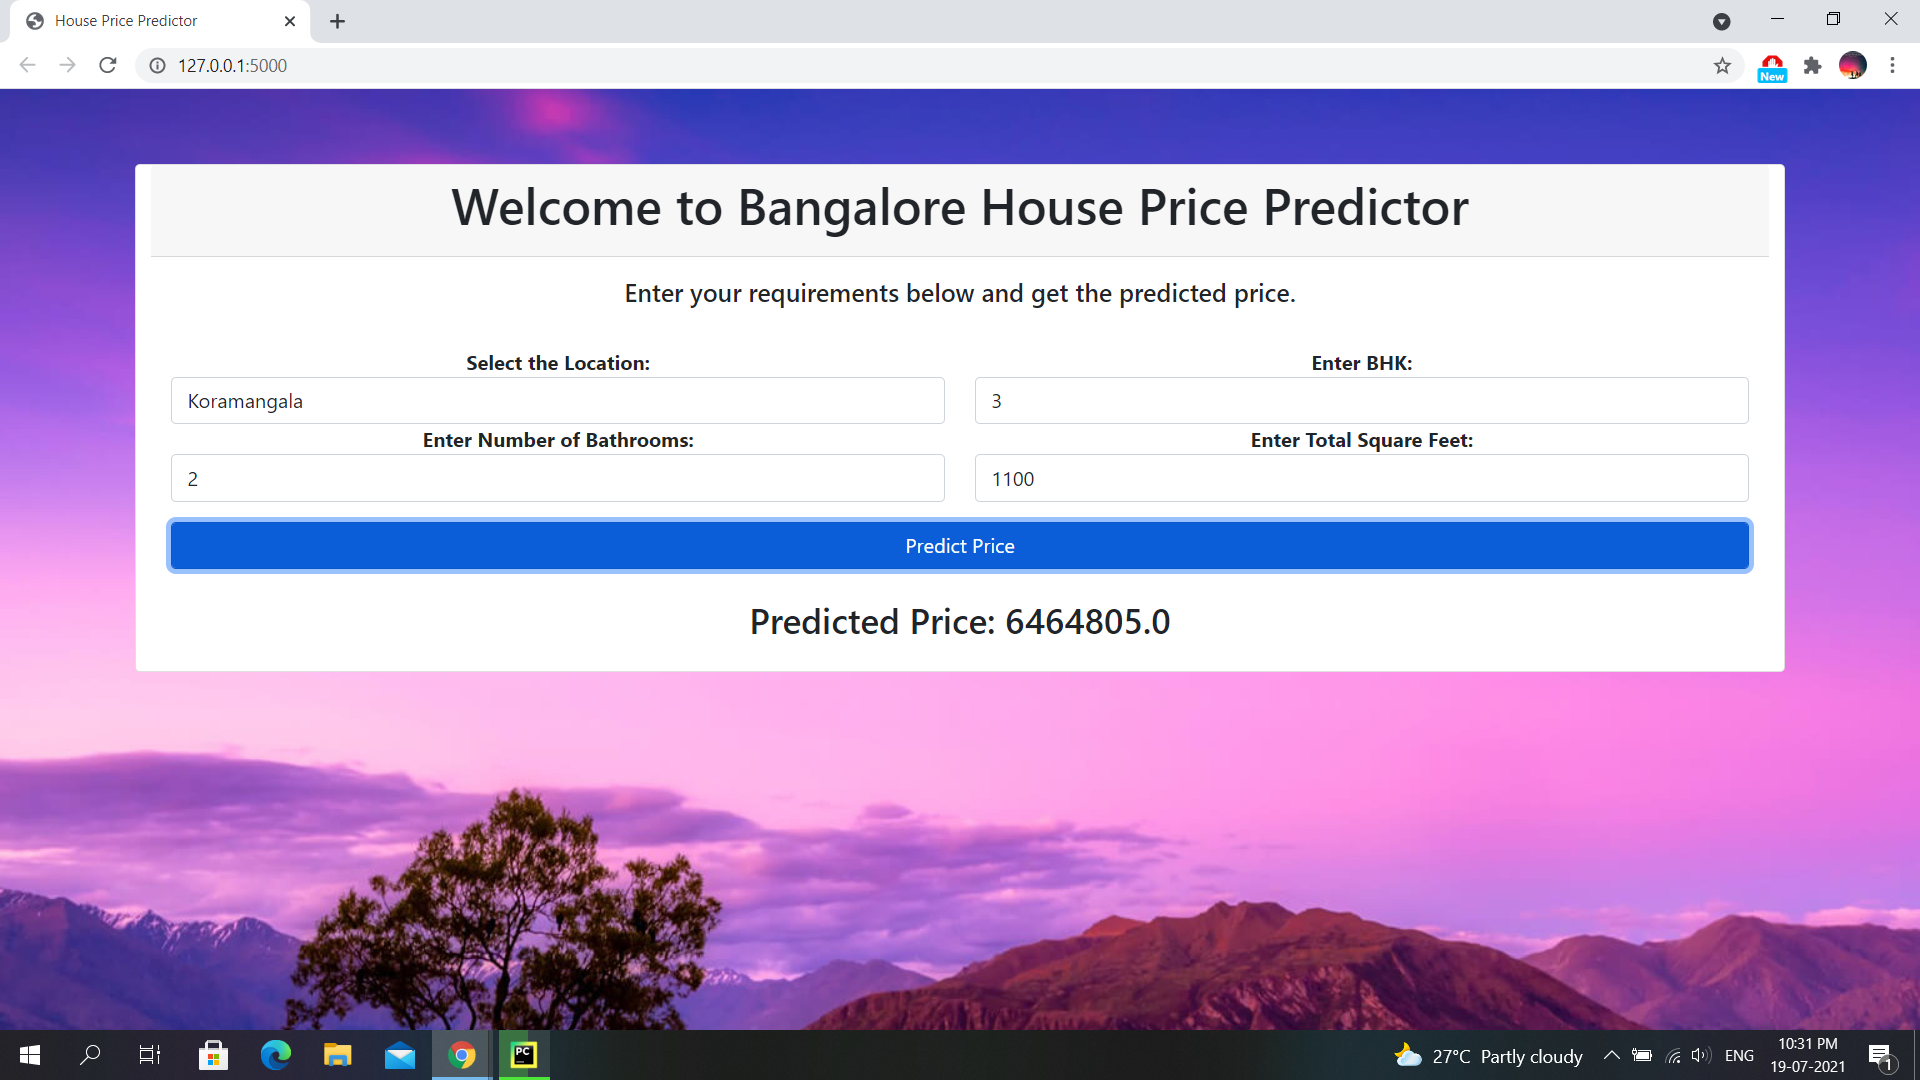 House Price Predictor
127.0.0.1:5000
New
Welcome to Bangalore House Price Predictor
Enter your requirements below and get the predicted price.
Select the Location:
Enter BHK:
Koramangala
3
Enter Number of Bathrooms:
Enter Total Square Feet:
2
1100
Predict Price
Predicted Price: 6464805.0
PC
27°C Partly cloudy
ENG
10:31 PM
19-07-2021
1